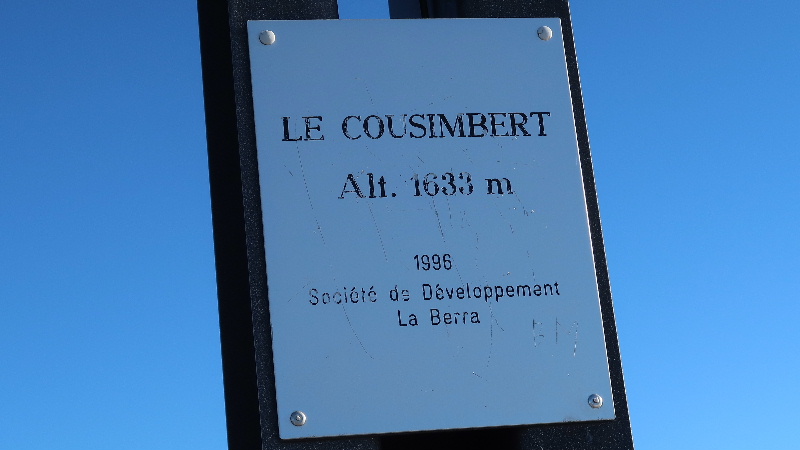 LE COUSIMBERT
Alt. 1633 m
1996
Société de Développement
La Berra